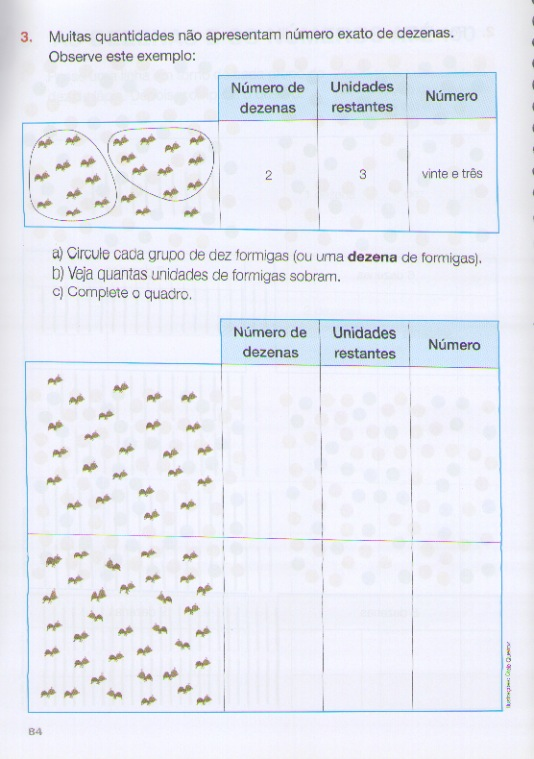 3. Muitas quantidades não apresentam número exato de dezenas.
Observe este exemplo:
Número de dezenas
Unidades restantes
Número
2
3
vinte e três
a) Circule cada grupo de dez formigas (ou uma dezena de formigas).
b) Veja quantas unidades de formigas sobram.
c) Complete o quadro.
Número de dezenas
Unidades restantes
Número
84